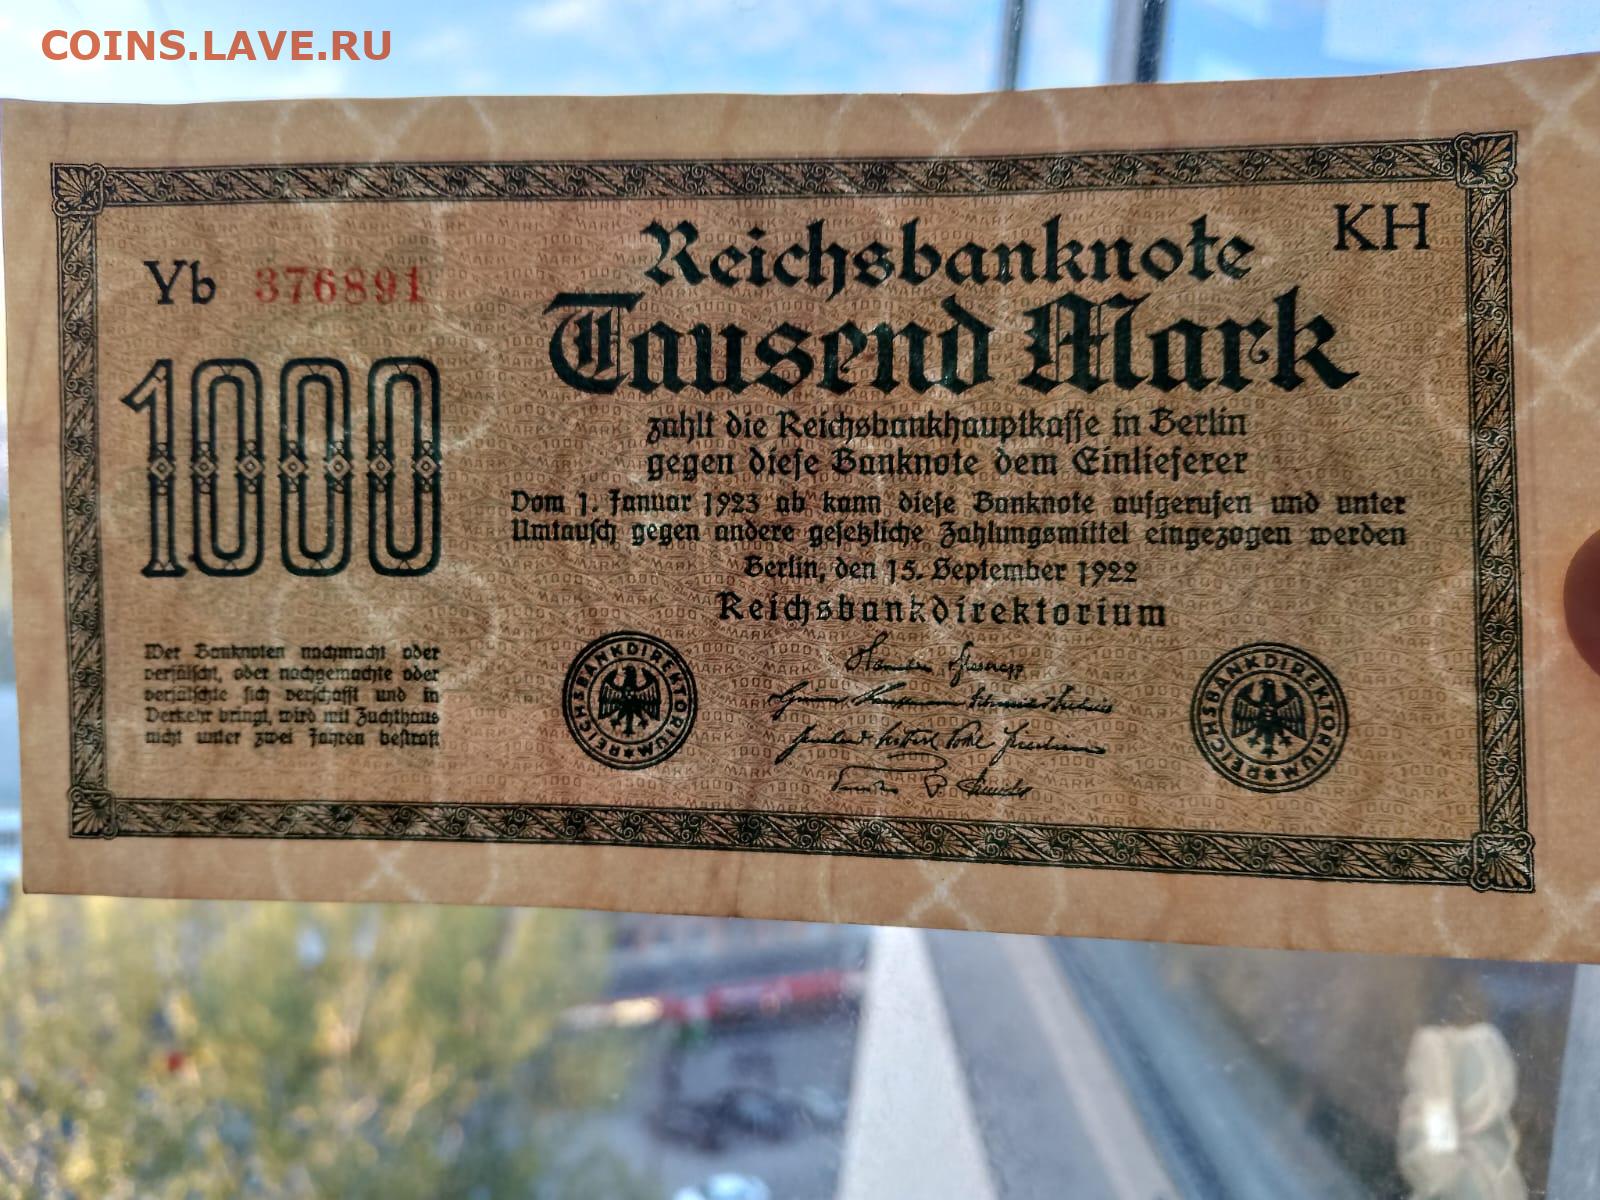 COINS.LAVE.RU
Reichsbanknote
KH
Yb 376891
Tausend Mark
1000
zahlt die Reichsbankhauptkasse in Berlin
gegen diese Banknote dem Einlieferer
Vom 1. Januar 1923 ab kann diese Banknote aufgerufen und unter
Umtausch gegen andere gesetzliche Zahlungsmittel eingezogen werden
Berlin, den 15. September 1922
Reichsbankdirektorium
Wer Banknoten nachmacht oder
verfälscht, oder nachgemachte oder
verfälschte sich verschafft und in
Verkehr bringt, wird mit Zuchthaus
nicht unter zwei Jahren bestraft
REICHSBANKDIREKTORIUM
REICHSBANKDIREKTORIUM